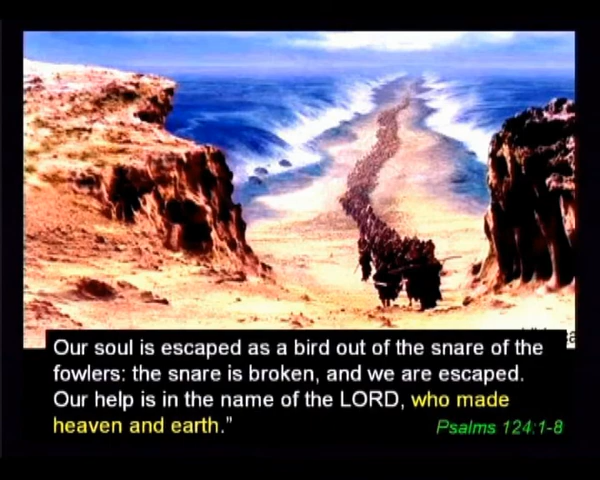 Our soul is escaped as a bird out of the snare of the
fowlers: the snare is broken, and we are escaped.
Our help is in the name of the LORD, who made
heaven and earth.”
Psalms 124:1-8